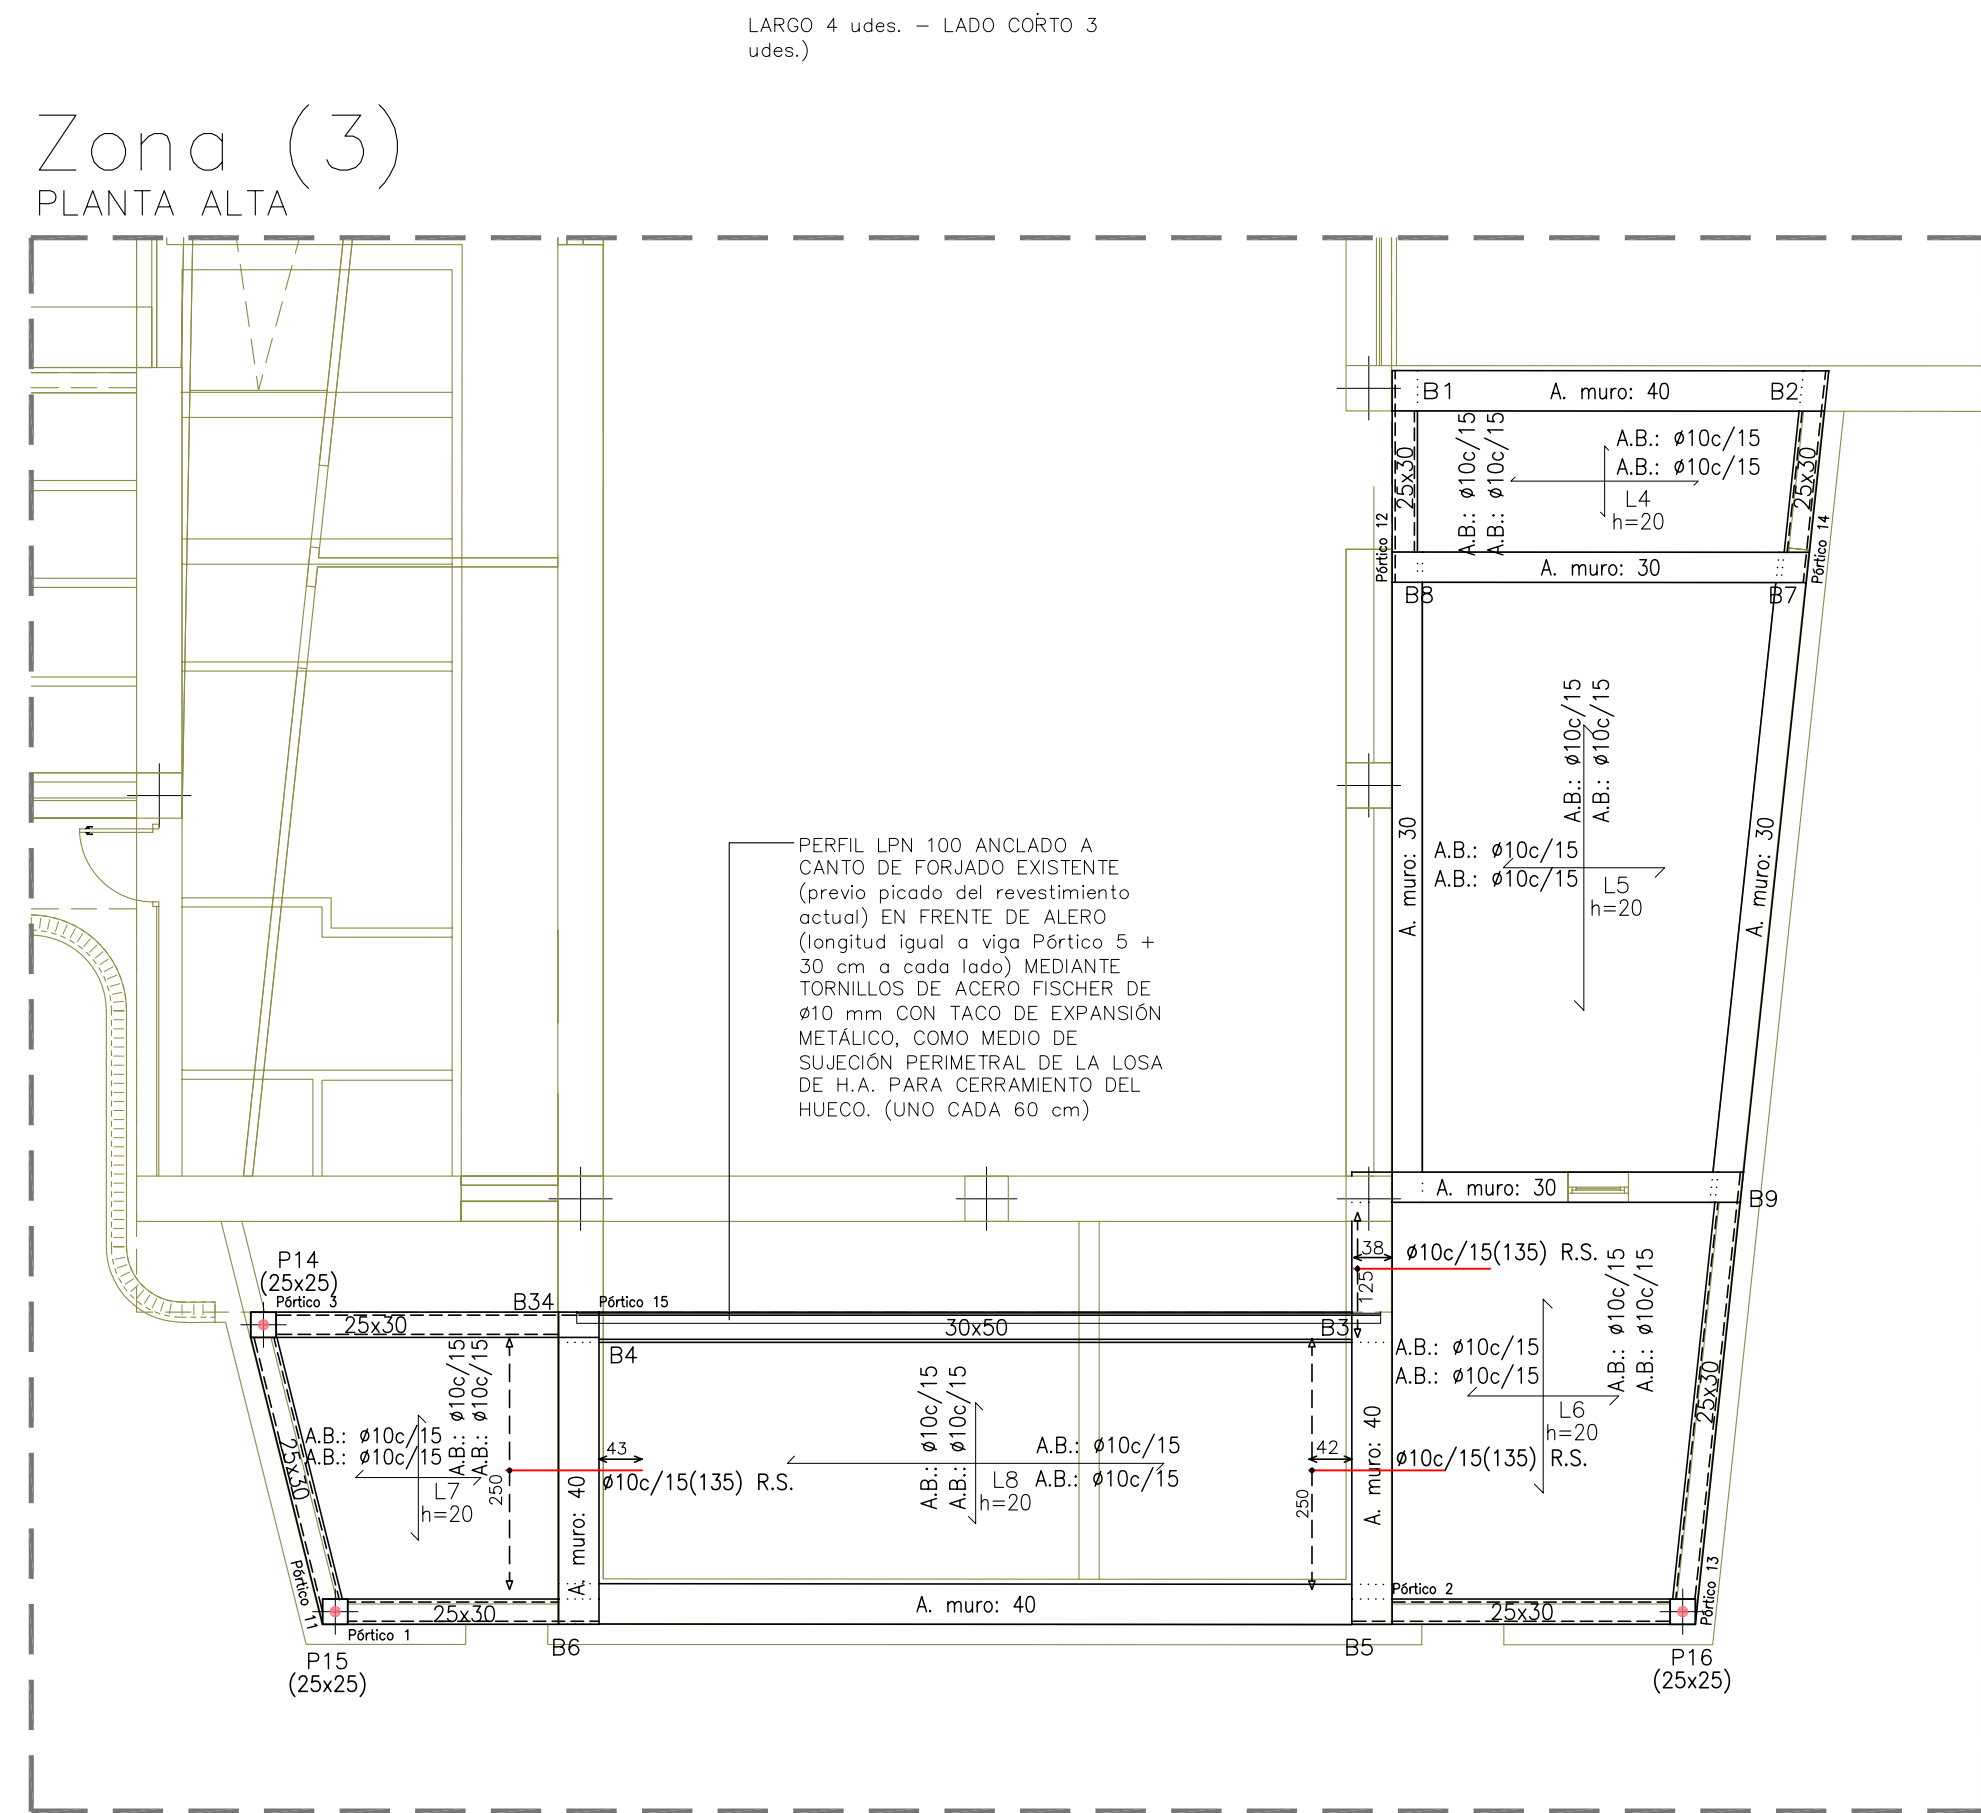 LARGO 4 udes. – LADO CORTO 3
udes.)
Zona (3)
PLANTA ALTA
B1
A. muro: 40
B2
A.B.: ø10c/15
A.B.: ø10c/15
A.B.: ø10c/15
A.B.: ø10c/15
25x30
25x30
L4
h=20
Pórtico 12
Pórtico 14
A. muro: 30
B8
B7
A.B.: ø10c/15
A.B.: ø10c/15
A. muro: 30
A. muro: 30
A.B.: ø10c/15
A.B.: ø10c/15
L5
h=20
PERFIL LPN 100 ANCLADO A
CANTO DE FORJADO EXISTENTE
(previo picado del revestimiento
actual) EN FRENTE DE ALERO
(longitud igual a viga Pórtico 5 +
30 cm a cada lado) MEDIANTE
TORNILLOS DE ACERO FISCHER DE
ø10 mm CON TACO DE EXPANSIÓN
METÁLICO, COMO MEDIO DE
SUJECIÓN PERIMETRAL DE LA LOSA
DE H.A. PARA CERRAMIENTO DEL
HUECO. (UNO CADA 60 cm)
A. muro: 30
B9
38
ø10c/15(135) R.S.
125
P14
(25x25)
Pórtico 3
B34
Pórtico 15
25x30
30x50
B3
B4
A.B.: ø10c/15
A.B.: ø10c/15
A.B.: ø10c/15
A.B.: ø10c/15
A.B.: ø10c/15
A.B.: ø10c/15
A.B.: ø10c/15
A.B.: ø10c/15
L6
h=20
25x30
A.B.: ø10c/15
A.B.: ø10c/15
25x30
L7
h=20
250
43
ø10c/15(135) R.S.
A. muro: 40
A.B.: ø10c/15
A.B.: ø10c/15
L8
h=20
42
ø10c/15(135) R.S.
250
A. muro: 40
Pórtico 11
Pórtico 1
25x30
A. muro: 40
Pórtico 2
25x30
Pórtico 13
B6
B5
P15
(25x25)
P16
(25x25)